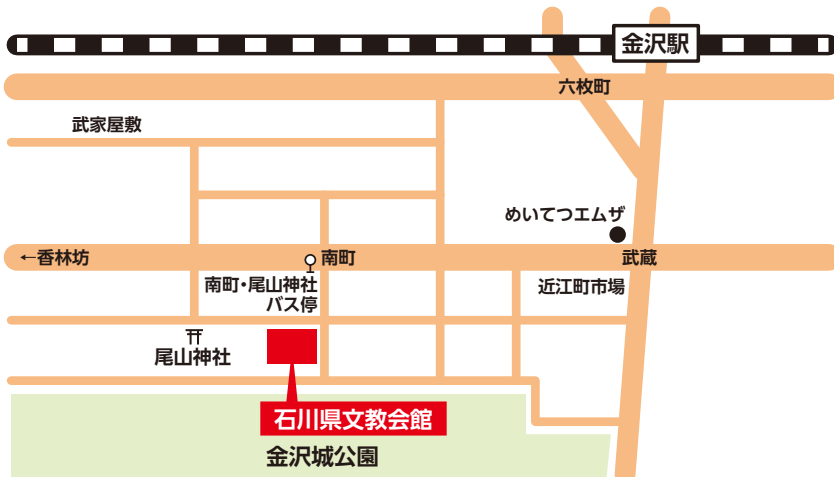 金沢駅
六枚町
武家屋敷
めいてつエムザ
←香林坊
南町
武蔵
南町・尾山神社
バス停
近江町市場
尾山神社
石川県文教会館
金沢城公園